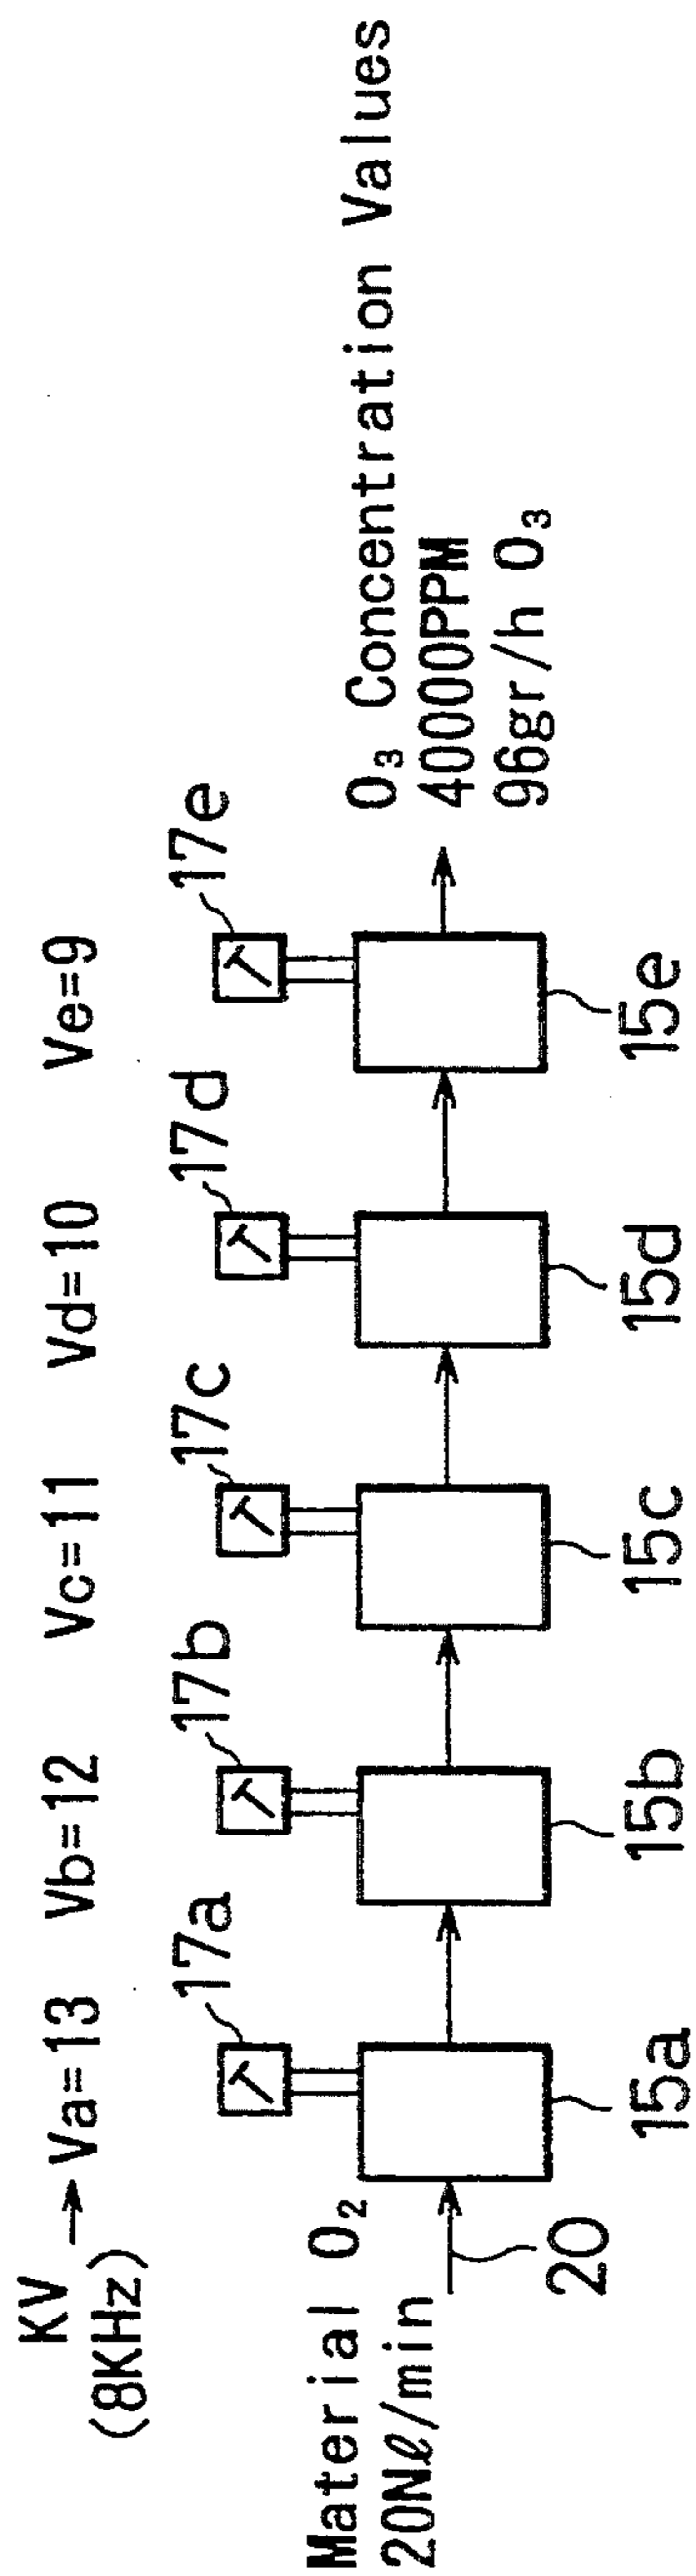 KV → Va=13 Vb=12 Vc=11 Vd=10 Ve=9
(8KHz)
17a 17b 17c 17d 17e
Material O₂
20Nℓ/min
O₃ Concentration Values
40000PPM
96gr/h O₃
20
15a 15b 15c 15d 15e